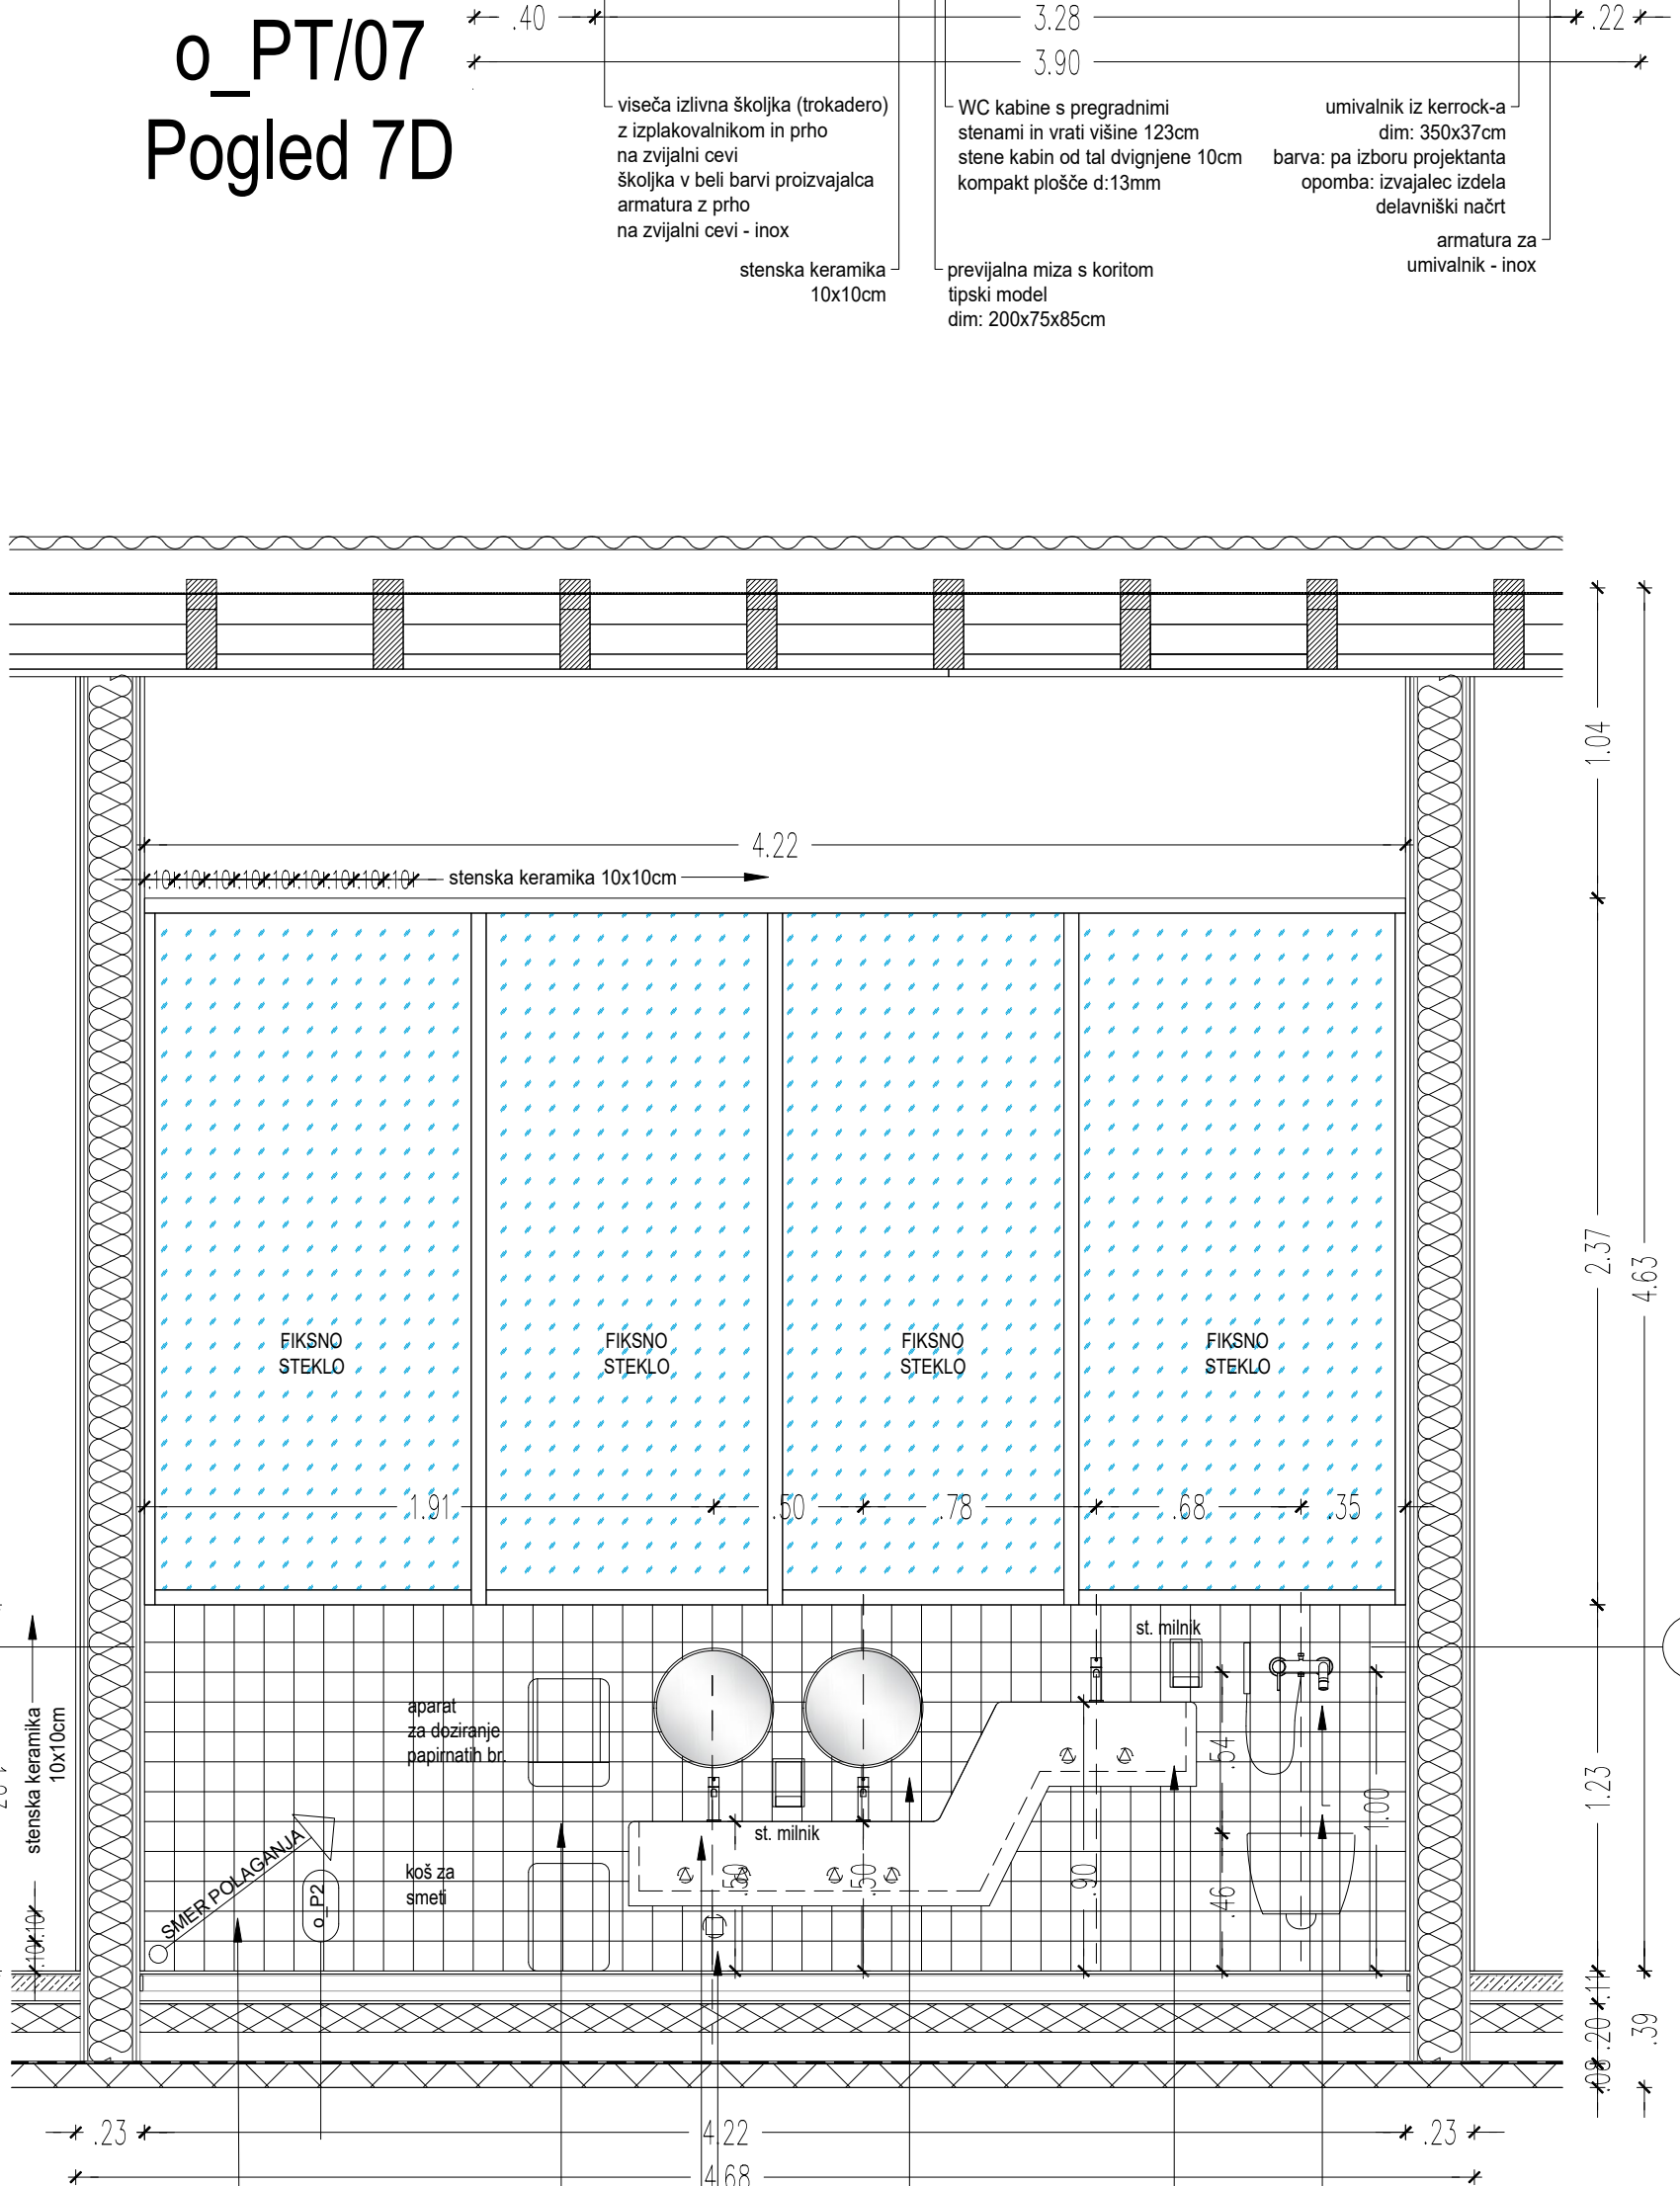 o_PT/07
Pogled 7D
.40
3.28
.22
3.90
viseča izlivna školjka (trokadero)
z izplakovalnikom in prho
na zvijalni cevi
školjka v beli barvi proizvajalca
armatura z prho
na zvijalni cevi - inox
stenska keramika
10x10cm
WC kabine s pregradnimi
stenami in vrati višine 123cm
stene kabin od tal dvignjene 10cm
kompakt plošče d:13mm
previjalna miza s koritom
tipski model
dim: 200x75x85cm
umivalnik iz kerrock-a
dim: 350x37cm
barva: pa izboru projektanta
opomba: izvajalec izdela
delavniški načrt
armatura za
umivalnik - inox
1.04
4.22
.10 .10 .10 .10 .10 .10 .10 .10 .10
stenska keramika 10x10cm
2.37
4.63
FIKSNO
STEKLO
FIKSNO
STEKLO
FIKSNO
STEKLO
FIKSNO
STEKLO
1.91
.50
.78
.68
.35
st. milnik
stenska keramika
10x10cm
.10 .10
aparat
za doziranje
papirnatih br.
st. milnik
koš za
smeti
SMER POLAGANJA
o_P2
.50
.50
.90
.54
.46
1.00
1.23
.11
.20
.08
.39
.23
4.22
.23
4.68